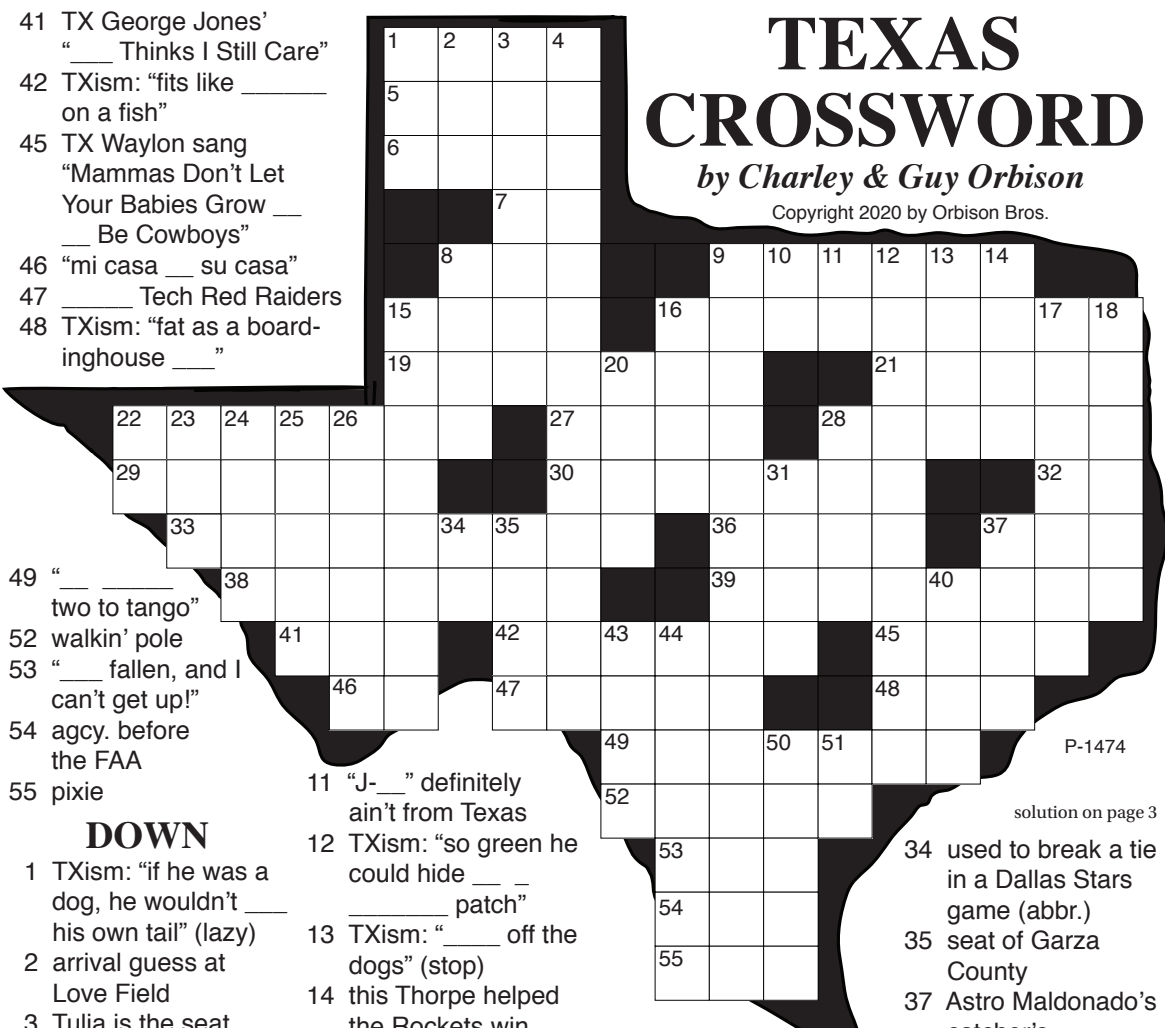 TEXAS
CROSSWORD
by Charley & Guy Orbison
Copyright 2020 by Orbison Bros.
41 TX George Jones’
“___ Thinks I Still Care”
42 TXism: “fits like ______
on a fish”
45 TX Waylon sang
“Mammas Don’t Let
Your Babies Grow __
__ Be Cowboys”
46 “mi casa __ su casa”
47 _____ Tech Red Raiders
48 TXism: “fat as a board-
inghouse ___”
49 “__ _____
two to tango”
52 walkin’ pole
53 “___ fallen, and I
can’t get up!”
54 agcy. before
the FAA
55 pixie
DOWN
1 TXism: “if he was a
dog, he wouldn’t ___
his own tail” (lazy)
2 arrival guess at
Love Field
3 Tulia is the seat
11 “J-__” definitely
ain’t from Texas
12 TXism: “so green he
could hide __ _
_______ patch”
13 TXism: “____ off the
dogs” (stop)
14 this Thorpe helped
the Rockets win
34 used to break a tie
in a Dallas Stars
game (abbr.)
35 seat of Garza
County
37 Astro Maldonado’s
1 2 3 4
5
6
7
8 9 10 11 12 13 14
15 16 17 18
19 20 21
22 23 24 25 26 27 28
29 30 31 32
33 34 35 36 37
38 39 40
41 42 43 44 45
46 47 48
49 50 51
52
53
54
55
P-1474
solution on page 3